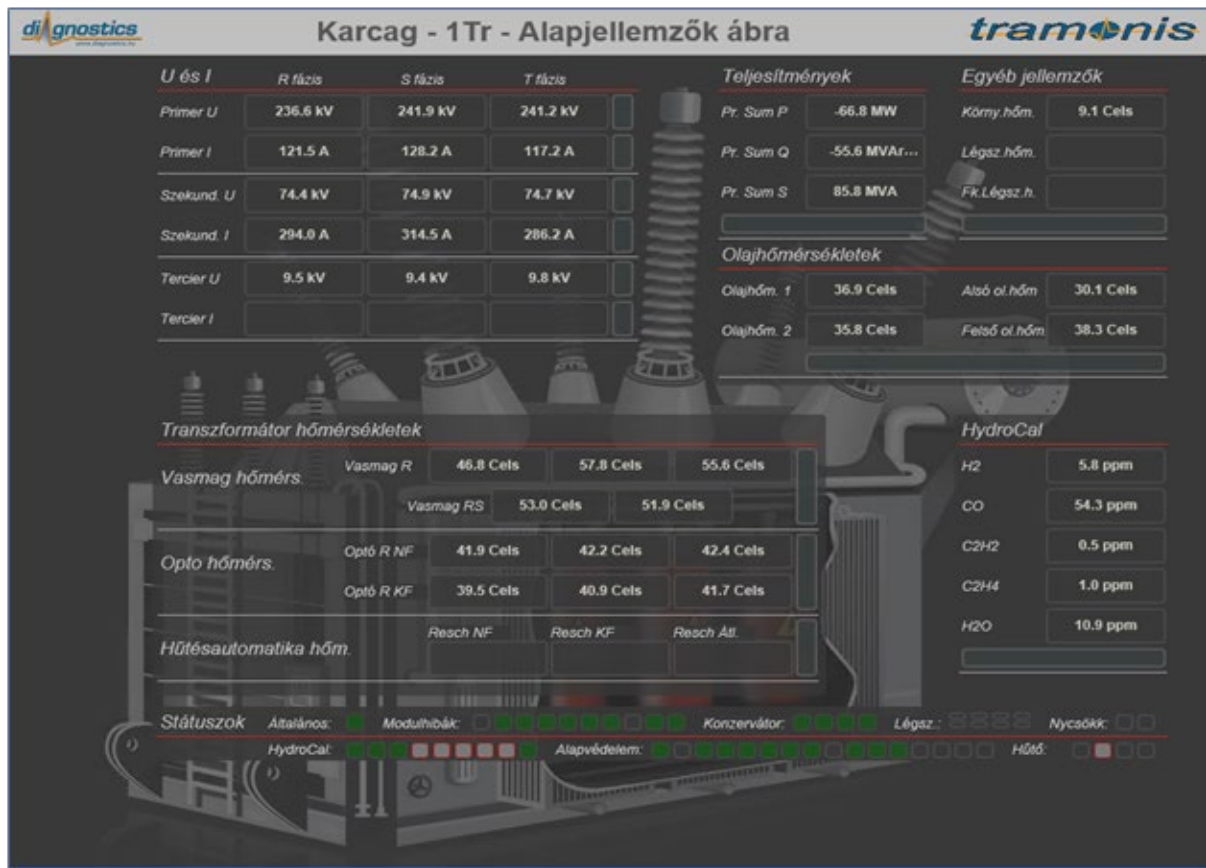 diagnostics
www.diagnostics.hu
Karcag - 1Tr - Alapjellemzők ábra
tramonis
U és I R fázis S fázis T fázis
Primer U 236.6 kV 241.9 kV 241.2 kV
Primer I 121.5 A 128.2 A 117.2 A
Szekund. U 74.4 kV 74.9 kV 74.7 kV
Szekund. I 294.0 A 314.5 A 286.2 A
Tercier U 9.5 kV 9.4 kV 9.8 kV
Tercier I
Teljesítmények
Pr. Sum P -66.8 MW
Pr. Sum Q -55.6 MVAr...
Pr. Sum S 85.8 MVA
Egyéb jellemzők
Körny.hőm. 9.1 Cels
Légsz.hőm.
Fk.Légsz.h.
Olajhőmérsékletek
Olajhőm. 1 36.9 Cels Alsó ol.hőm 30.1 Cels
Olajhőm. 2 35.8 Cels Felső ol.hőm 38.3 Cels
Transzformátor hőmérsékletek
Vasmag hőmérs.
Vasmag R 46.8 Cels 57.8 Cels 55.6 Cels
Vasmag RS 53.0 Cels 51.9 Cels
Opto hőmérs.
Optó R NF 41.9 Cels 42.2 Cels 42.4 Cels
Optó R KF 39.5 Cels 40.9 Cels 41.7 Cels
Hűtésautomatika hőm.
Resch NF Resch KF Resch Átl.
HydroCal
H2 5.8 ppm
CO 54.3 ppm
C2H2 0.5 ppm
C2H4 1.0 ppm
H2O 10.9 ppm
Státuszok Általános: Modulhibák: Konzervátor: Légsz.: Nycsökk:
HydroCal: Alapvédelem: Hűtő: